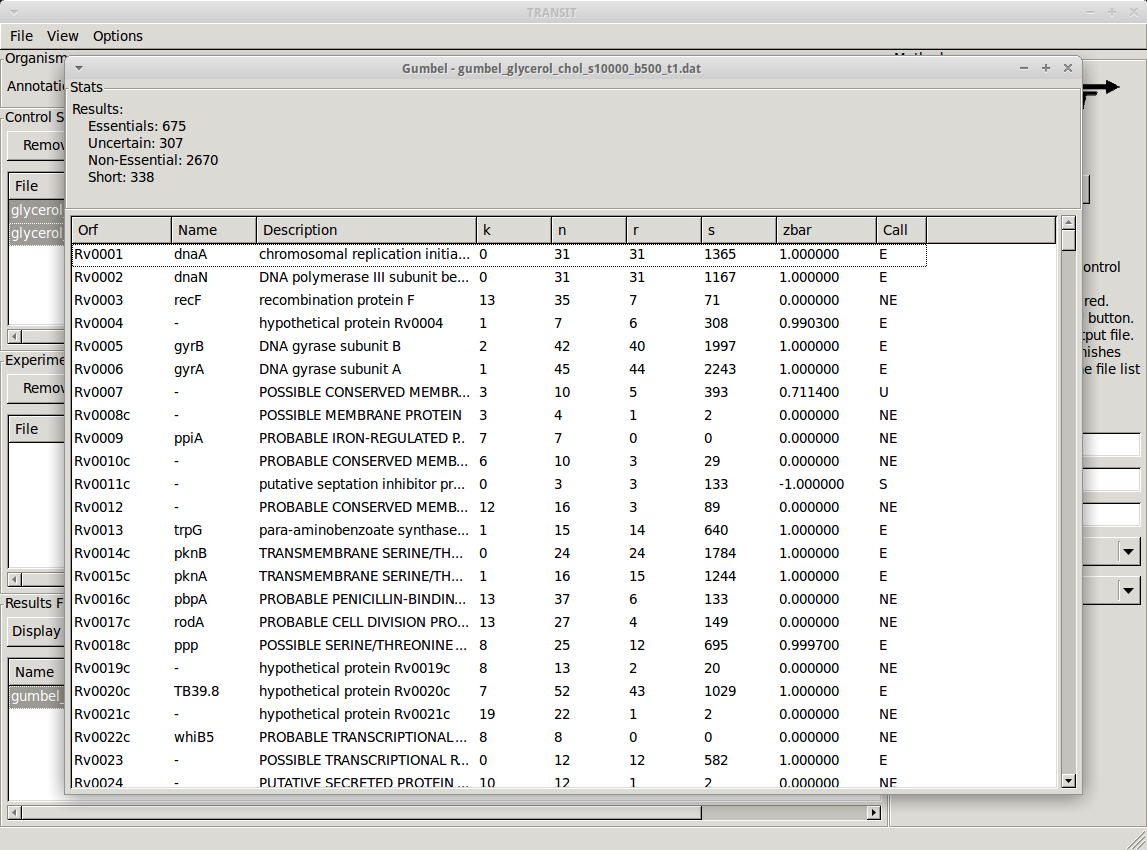 TRANSIT
File View Options
Organism
Annotati
Control S
Remov
File
glycerol
glycerol
Experime
Remov
File
Results F
Display
Name
gumbel_
Gumbel - gumbel_glycerol_chol_s10000_b500_t1.dat
Stats
Results:
Essentials: 675
Uncertain: 307
Non-Essential: 2670
Short: 338
Orf Name Description k n r s zbar Call
Rv0001 dnaA chromosomal replication initia... 0 31 31 1365 1.000000 E
Rv0002 dnaN DNA polymerase III subunit be... 0 31 31 1167 1.000000 E
Rv0003 recF recombination protein F 13 35 7 71 0.000000 NE
Rv0004 - hypothetical protein Rv0004 1 7 6 308 0.990300 E
Rv0005 gyrB DNA gyrase subunit B 2 42 40 1997 1.000000 E
Rv0006 gyrA DNA gyrase subunit A 1 45 44 2243 1.000000 E
Rv0007 - POSSIBLE CONSERVED MEMBR... 3 10 5 393 0.711400 U
Rv0008c - POSSIBLE MEMBRANE PROTEIN 3 4 1 2 0.000000 NE
Rv0009 ppiA PROBABLE IRON-REGULATED P.. 7 7 0 0 0.000000 NE
Rv0010c - PROBABLE CONSERVED MEMB... 6 10 3 29 0.000000 NE
Rv0011c - putative septation inhibitor pr... 0 3 3 133 -1.000000 S
Rv0012 - PROBABLE CONSERVED MEMB... 12 16 3 89 0.000000 NE
Rv0013 trpG para-aminobenzoate synthase... 1 15 14 640 1.000000 E
Rv0014c pknB TRANSMEMBRANE SERINE/TH... 0 24 24 1784 1.000000 E
Rv0015c pknA TRANSMEMBRANE SERINE/TH... 1 16 15 1244 1.000000 E
Rv0016c pbpA PROBABLE PENICILLIN-BINDIN... 13 37 6 133 0.000000 NE
Rv0017c rodA PROBABLE CELL DIVISION PRO... 13 27 4 149 0.000000 NE
Rv0018c ppp POSSIBLE SERINE/THREONINE ... 8 25 12 695 0.999700 E
Rv0019c - hypothetical protein Rv0019c 8 13 2 20 0.000000 NE
Rv0020c TB39.8 hypothetical protein Rv0020c 7 52 43 1029 1.000000 E
Rv0021c - hypothetical protein Rv0021c 19 22 1 2 0.000000 NE
Rv0022c whiB5 PROBABLE TRANSCRIPTIONAL ... 8 8 0 0 0.000000 NE
Rv0023 - POSSIBLE TRANSCRIPTIONAL R... 0 12 12 582 1.000000 E
Rv0024 - PUTATIVE SECRETED PROTEIN ... 10 12 1 2 0.000000 NE
ontrol
red.
button.
tput file.
nishes
e file list